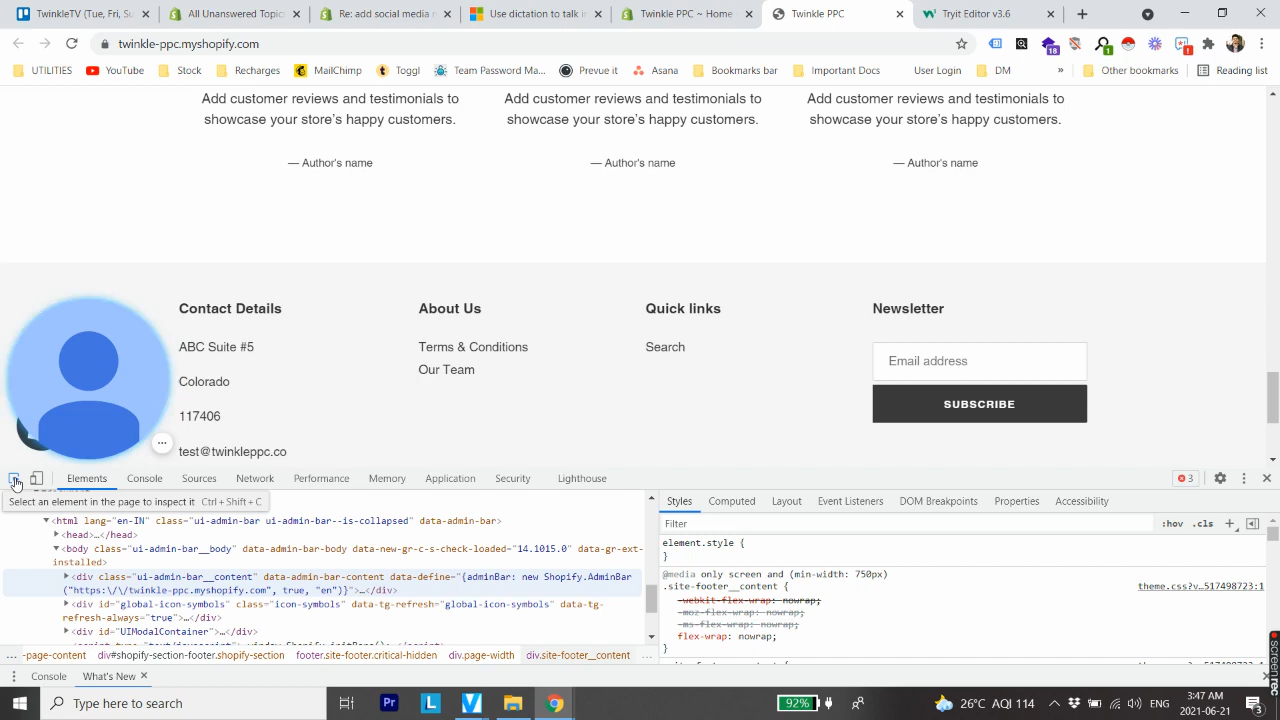 TwinkleTV (Tue, Fri, Su
All Unanswered Topics
Re: add social media
Use dictation to talk i
Twinkle PPC ~ Home
Twinkle PPC
Tryit Editor v3.6
twinkle-ppc.myshopify.com
18
1
UTILITIES
YouTube
Stock
Recharges
MailChimp
Toggl
Team Password Ma...
Prevue it
Asana
Bookmarks bar
Important Docs
User Login
DM
»
Other bookmarks
Reading list
Add customer reviews and testimonials to
showcase your store's happy customers.
— Author's name
Add customer reviews and testimonials to
showcase your store's happy customers.
— Author's name
Add customer reviews and testimonials to
showcase your store's happy customers.
— Author's name
Contact Details
ABC Suite #5
Colorado
117406
test@twinkleppc.co
About Us
Terms & Conditions
Our Team
Quick links
Search
Newsletter
Email address
SUBSCRIBE
Elements
Console
Sources
Network
Performance
Memory
Application
Security
Lighthouse
3
Select an element in the page to inspect it Ctrl + Shift + C
<html lang="en-IN" class="ui-admin-bar ui-admin-bar--is-collapsed" data-admin-bar>
<head>…</head>
<body class="ui-admin-bar__body" data-admin-bar-body data-new-gr-c-s-check-loaded="14.1015.0" data-gr-ext-
installed>
<div class="ui-admin-bar__content" data-admin-bar-content data-define="{adminBar: new Shopify.AdminBar
("https:\/\/twinkle-ppc.myshopify.com", true, "en")}">…</div>
<div id="global-icon-symbols" class="icon-symbols" data-tg-refresh="global-icon-symbols" data-tg-
refresh-always="true">…</div>
<div id="UIModalContainer">…</div>
-page-content
div#shopify-section-footer.shopify-section
footer.site-footer.critical-hidden
div.page-width
div.site-footer__content
Styles
Computed
Layout
Event Listeners
DOM Breakpoints
Properties
Accessibility
Filter
:hov
.cls
element.style {
}
@media only screen and (min-width: 750px)
.site-footer__content {
theme.css?v…517498723:1
-webkit-flex-wrap: nowrap;
-moz-flex-wrap: nowrap;
-ms-flex-wrap: nowrap;
flex-wrap: nowrap;
}
Console
What's New
Type here to search
Pr
L
92%
26°C AQI 114
ENG
3:47 AM
2021-06-21
3
screenrec